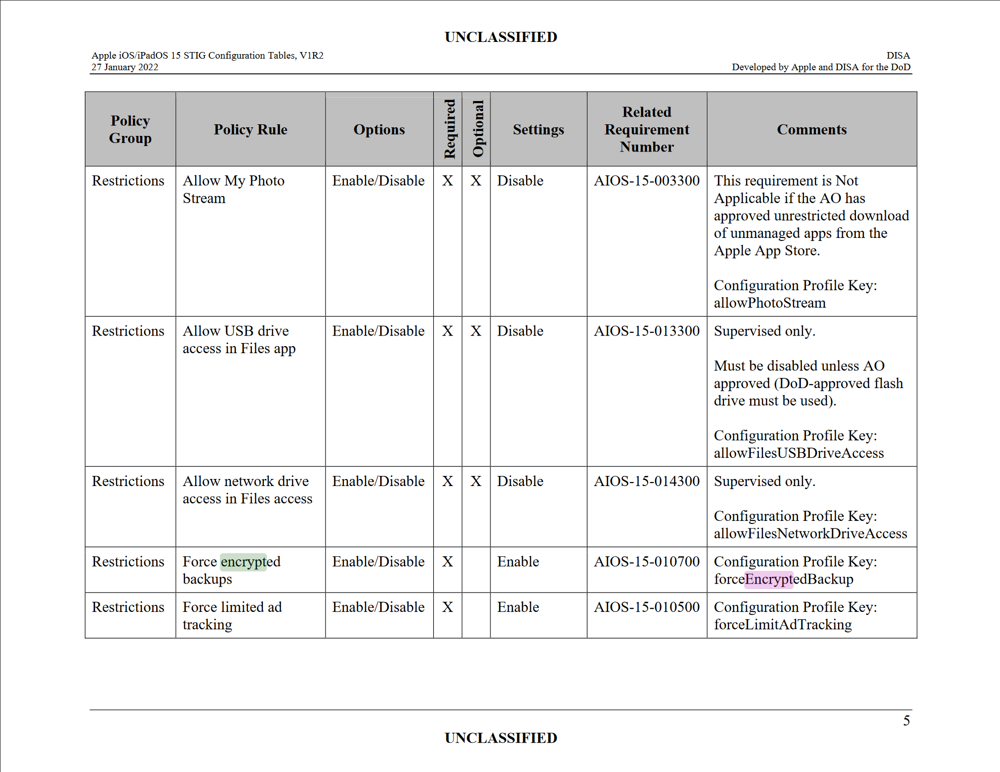 UNCLASSIFIED
Apple iOS/iPadOS 15 STIG Configuration Tables, V1R2 DISA
27 January 2022 Developed by Apple and DISA for the DoD
Policy Group Policy Rule Options Required Optional Settings Related Requirement Number Comments
Restrictions Allow My Photo Enable/Disable X X Disable AIOS-15-003300 This requirement is Not
Stream Applicable if the AO has
approved unrestricted download
of unmanaged apps from the
Apple App Store.
Configuration Profile Key:
allowPhotoStream
Restrictions Allow USB drive Enable/Disable X X Disable AIOS-15-013300 Supervised only.
access in Files app
Must be disabled unless AO
approved (DoD-approved flash
drive must be used).
Configuration Profile Key:
allowFilesUSBDriveAccess
Restrictions Allow network drive Enable/Disable X X Disable AIOS-15-014300 Supervised only.
access in Files access
Configuration Profile Key:
allowFilesNetworkDriveAccess
Restrictions Force encrypted Enable/Disable X Enable AIOS-15-010700 Configuration Profile Key:
backups forceEncryptedBackup
Restrictions Force limited ad Enable/Disable X Enable AIOS-15-010500 Configuration Profile Key:
tracking forceLimitAdTracking
5
UNCLASSIFIED